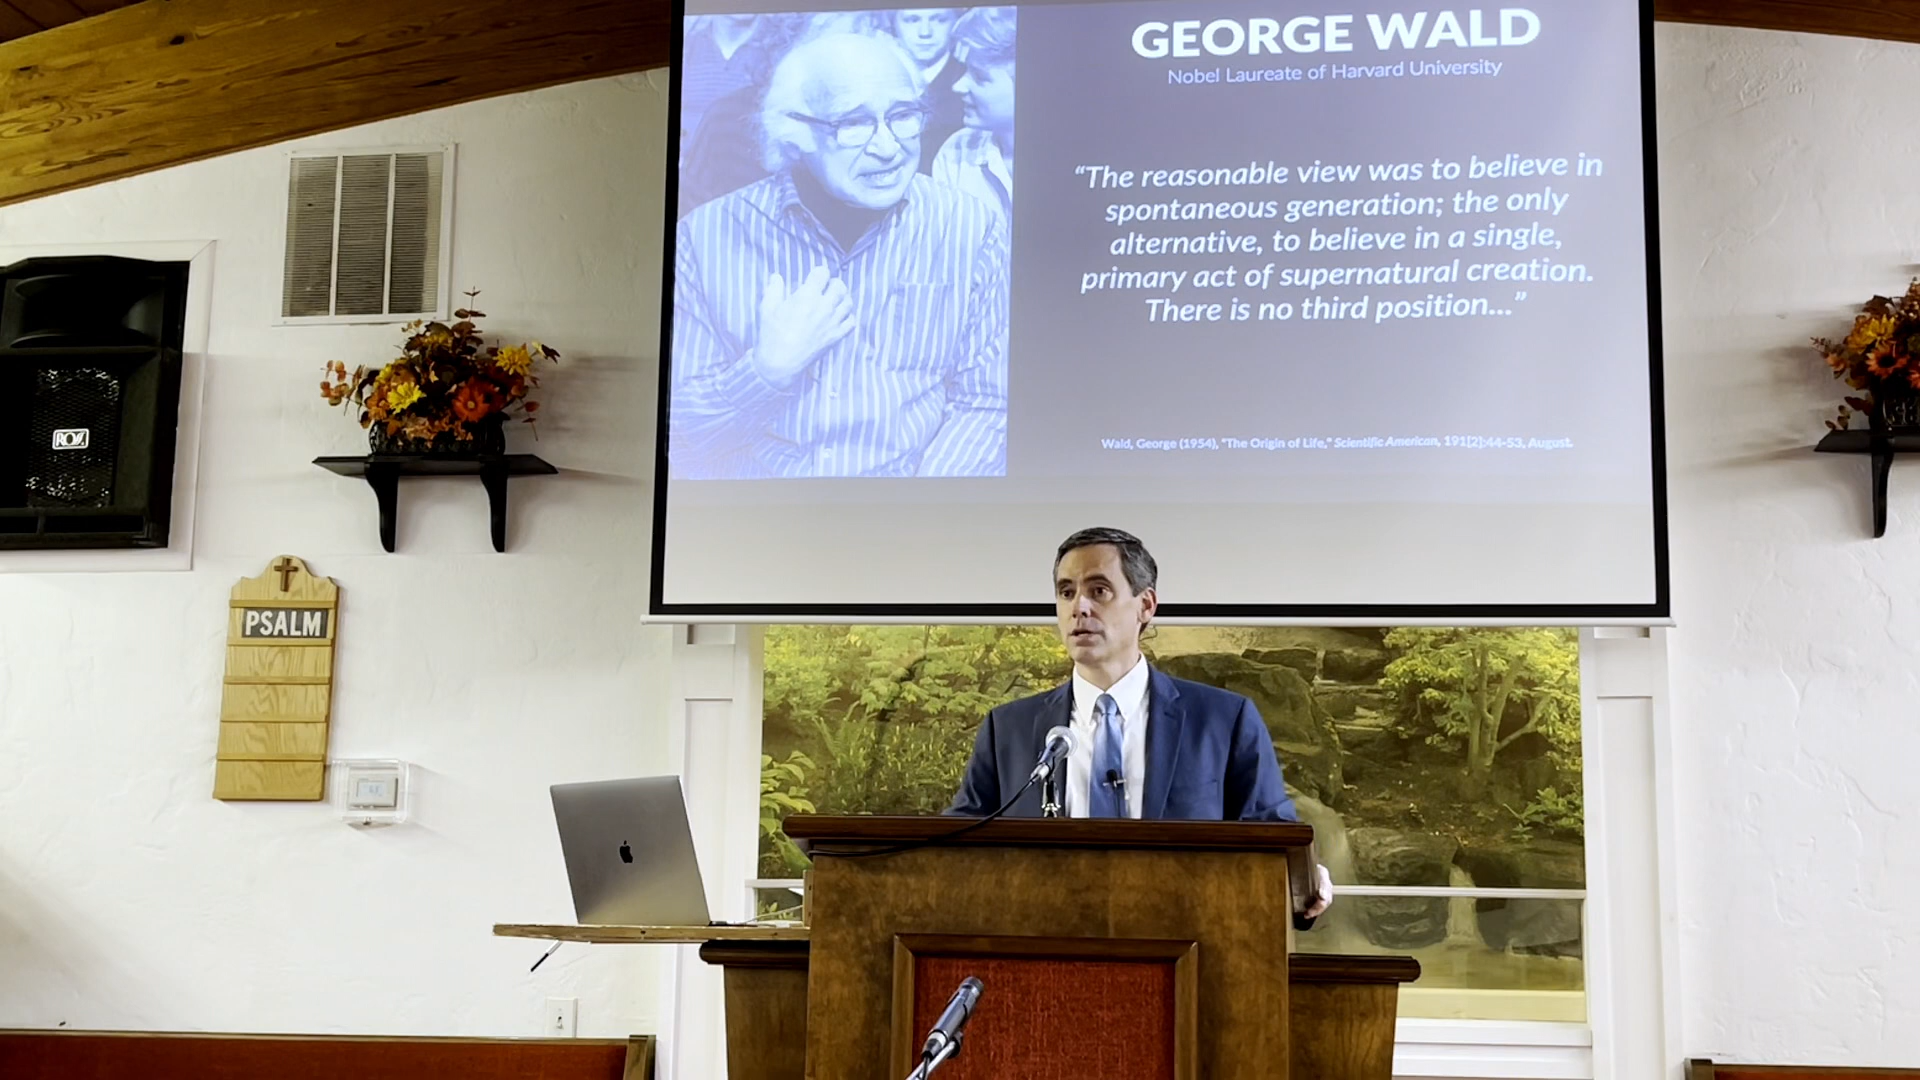 GEORGE WALD
Nobel Laureate of Harvard University
“The reasonable view was to believe in
spontaneous generation; the only
alternative, to believe in a single,
primary act of supernatural creation.
There is no third position...”
Wald, George (1954), “The Origin of Life,” Scientific American, 191[2]:44-53, August.
PSALM